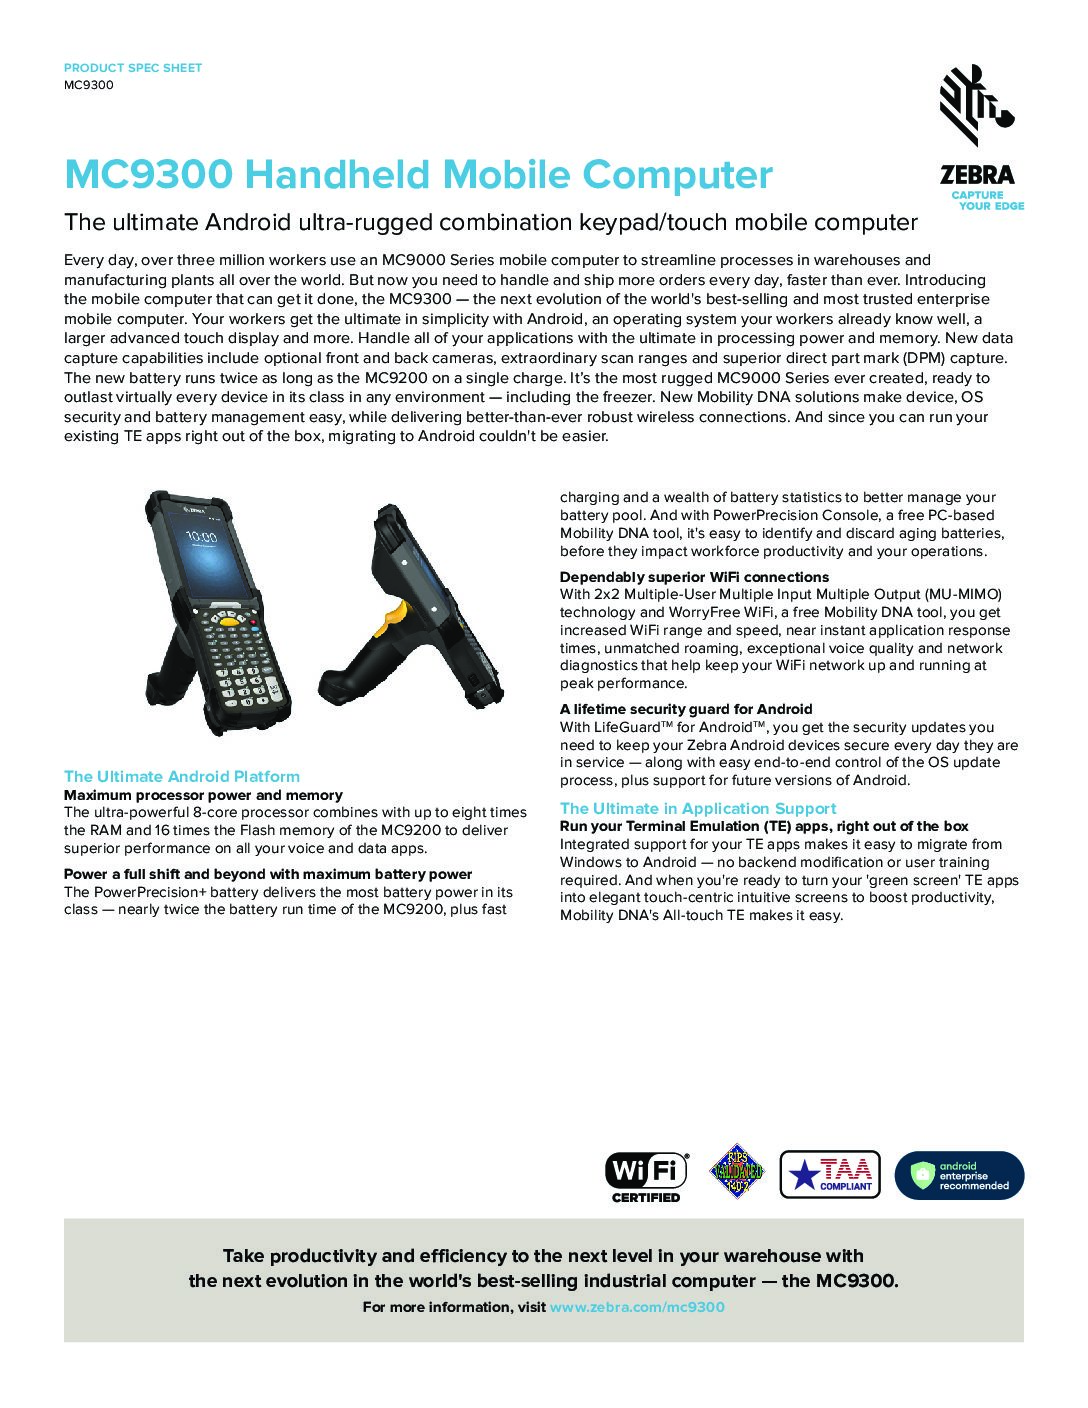 PRODUCT SPEC SHEET
MC9300
ZEBRA
CAPTURE
YOUR EDGE
MC9300 Handheld Mobile Computer
The ultimate Android ultra-rugged combination keypad/touch mobile computer
Every day, over three million workers use an MC9000 Series mobile computer to streamline processes in warehouses and
manufacturing plants all over the world. But now you need to handle and ship more orders every day, faster than ever. Introducing
the mobile computer that can get it done, the MC9300 — the next evolution of the world's best-selling and most trusted enterprise
mobile computer. Your workers get the ultimate in simplicity with Android, an operating system your workers already know well, a
larger advanced touch display and more. Handle all of your applications with the ultimate in processing power and memory. New data
capture capabilities include optional front and back cameras, extraordinary scan ranges and superior direct part mark (DPM) capture.
The new battery runs twice as long as the MC9200 on a single charge. It’s the most rugged MC9000 Series ever created, ready to
outlast virtually every device in its class in any environment — including the freezer. New Mobility DNA solutions make device, OS
security and battery management easy, while delivering better-than-ever robust wireless connections. And since you can run your
existing TE apps right out of the box, migrating to Android couldn't be easier.
ZEBRA
10:00
The Ultimate Android Platform
Maximum processor power and memory
The ultra-powerful 8-core processor combines with up to eight times
the RAM and 16 times the Flash memory of the MC9200 to deliver
superior performance on all your voice and data apps.
Power a full shift and beyond with maximum battery power
The PowerPrecision+ battery delivers the most battery power in its
class — nearly twice the battery run time of the MC9200, plus fast
charging and a wealth of battery statistics to better manage your
battery pool. And with PowerPrecision Console, a free PC-based
Mobility DNA tool, it's easy to identify and discard aging batteries,
before they impact workforce productivity and your operations.
Dependably superior WiFi connections
With 2x2 Multiple-User Multiple Input Multiple Output (MU-MIMO)
technology and WorryFree WiFi, a free Mobility DNA tool, you get
increased WiFi range and speed, near instant application response
times, unmatched roaming, exceptional voice quality and network
diagnostics that help keep your WiFi network up and running at
peak performance.
A lifetime security guard for Android
With LifeGuard™ for Android™, you get the security updates you
need to keep your Zebra Android devices secure every day they are
in service — along with easy end-to-end control of the OS update
process, plus support for future versions of Android.
The Ultimate in Application Support
Run your Terminal Emulation (TE) apps, right out of the box
Integrated support for your TE apps makes it easy to migrate from
Windows to Android — no backend modification or user training
required. And when you're ready to turn your 'green screen' TE apps
into elegant touch-centric intuitive screens to boost productivity,
Mobility DNA's All-touch TE makes it easy.
Wi Fi ®
CERTIFIED
FIPS
VALIDATED
140-2
TAA
COMPLIANT
android
enterprise
recommended
Take productivity and efficiency to the next level in your warehouse with
the next evolution in the world's best-selling industrial computer — the MC9300.
For more information, visit www.zebra.com/mc9300